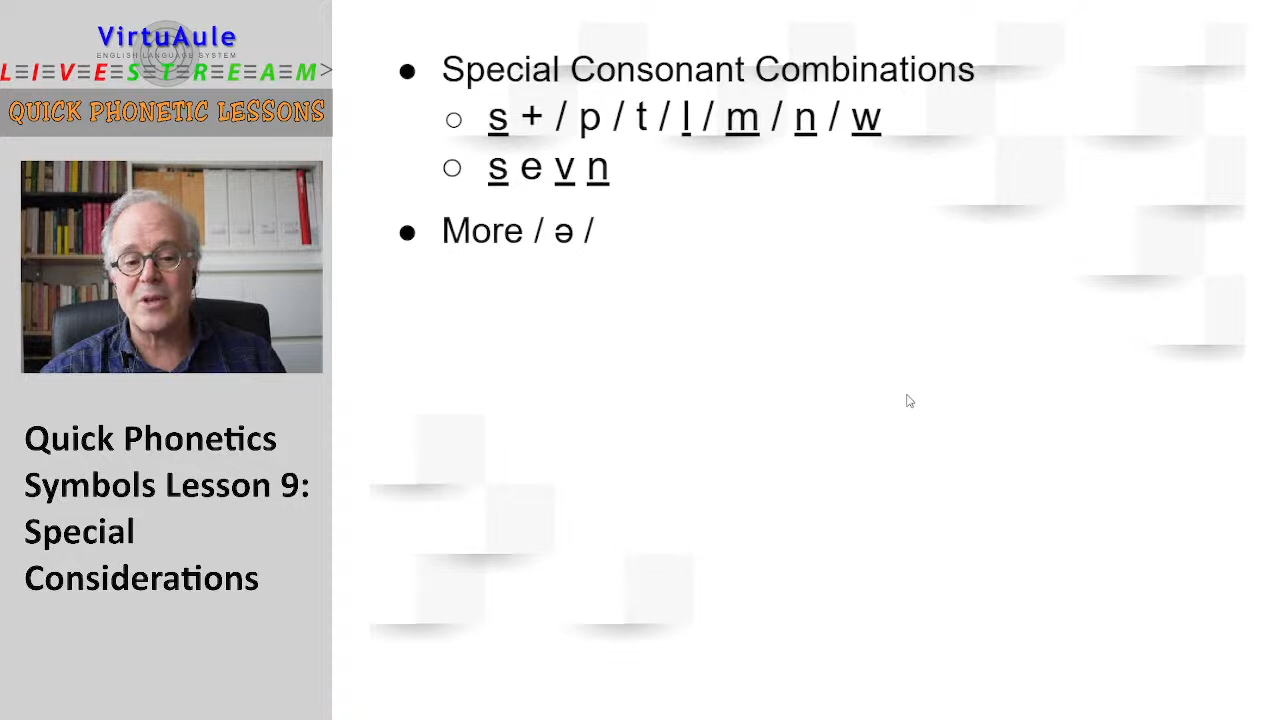 VirtuAule
ENGLISH LANGUAGE SYSTEM
L≡I≡V≡E≡S≡T≡R≡E≡A≡M>
QUICK PHONETIC LESSONS
Quick Phonetics
Symbols Lesson 9:
Special
Considerations
● Special Consonant Combinations
○ s + / p / t / l / m / n / w
○ s e v n
● More / ə /